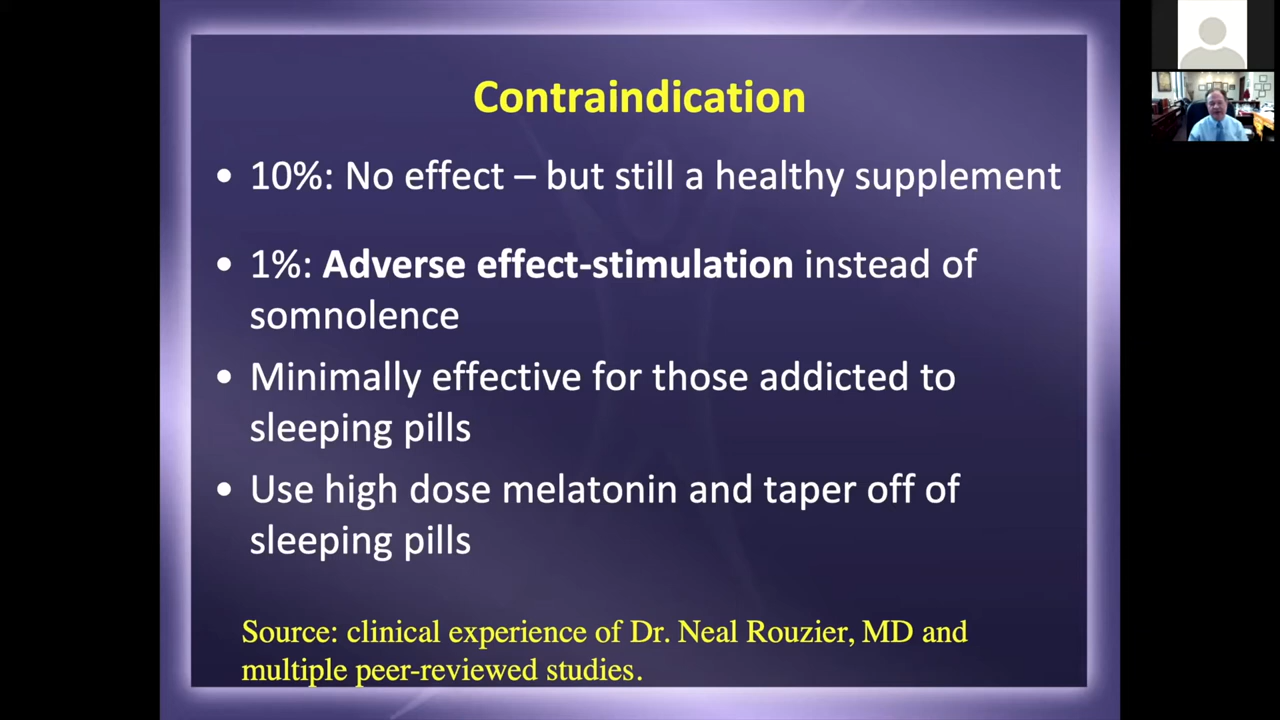 Contraindication
• 10%: No effect – but still a healthy supplement
• 1%: Adverse effect-stimulation instead of
somnolence
• Minimally effective for those addicted to
sleeping pills
• Use high dose melatonin and taper off of
sleeping pills
Source: clinical experience of Dr. Neal Rouzier, MD and
multiple peer-reviewed studies.